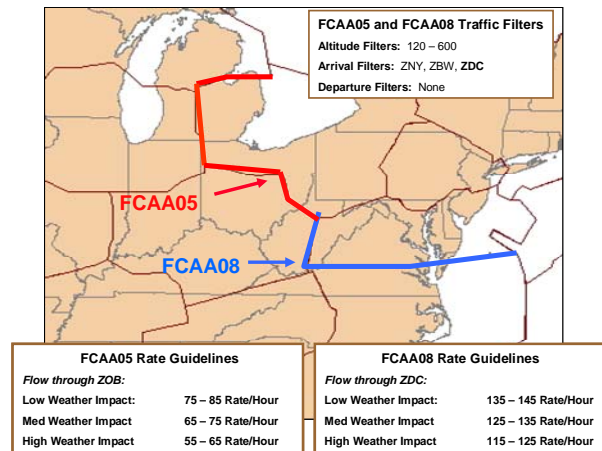 FCAA05 and FCAA08 Traffic Filters
Altitude Filters: 120 – 600
Arrival Filters: ZNY, ZBW, ZDC
Departure Filters: None
FCAA05
FCAA08
FCAA05 Rate Guidelines
Flow through ZOB:
Low Weather Impact: 75 – 85 Rate/Hour
Med Weather Impact 65 – 75 Rate/Hour
High Weather Impact 55 – 65 Rate/Hour
FCAA08 Rate Guidelines
Flow through ZDC:
Low Weather Impact: 135 – 145 Rate/Hour
Med Weather Impact 125 – 135 Rate/Hour
High Weather Impact 115 – 125 Rate/Hour